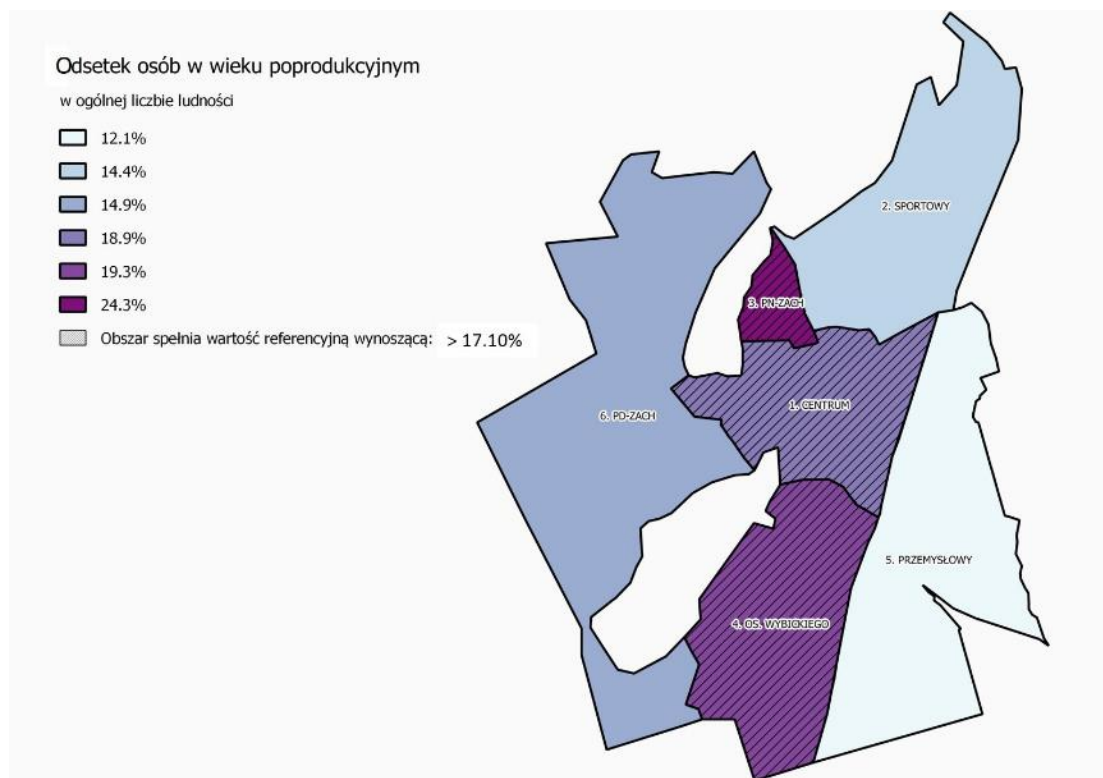 Odsetek osób w wieku poprodukcyjnym
w ogólnej liczbie ludności
12.1%
14.4%
14.9%
18.9%
19.3%
24.3%
Obszar spełnia wartość referencyjną wynoszącą: > 17.10%
2. SPORTOWY
3. PN-ZACH
1. CENTRUM
6. PD-ZACH
5. PRZEMYSŁOWY
4. OS. WYBICKIEGO